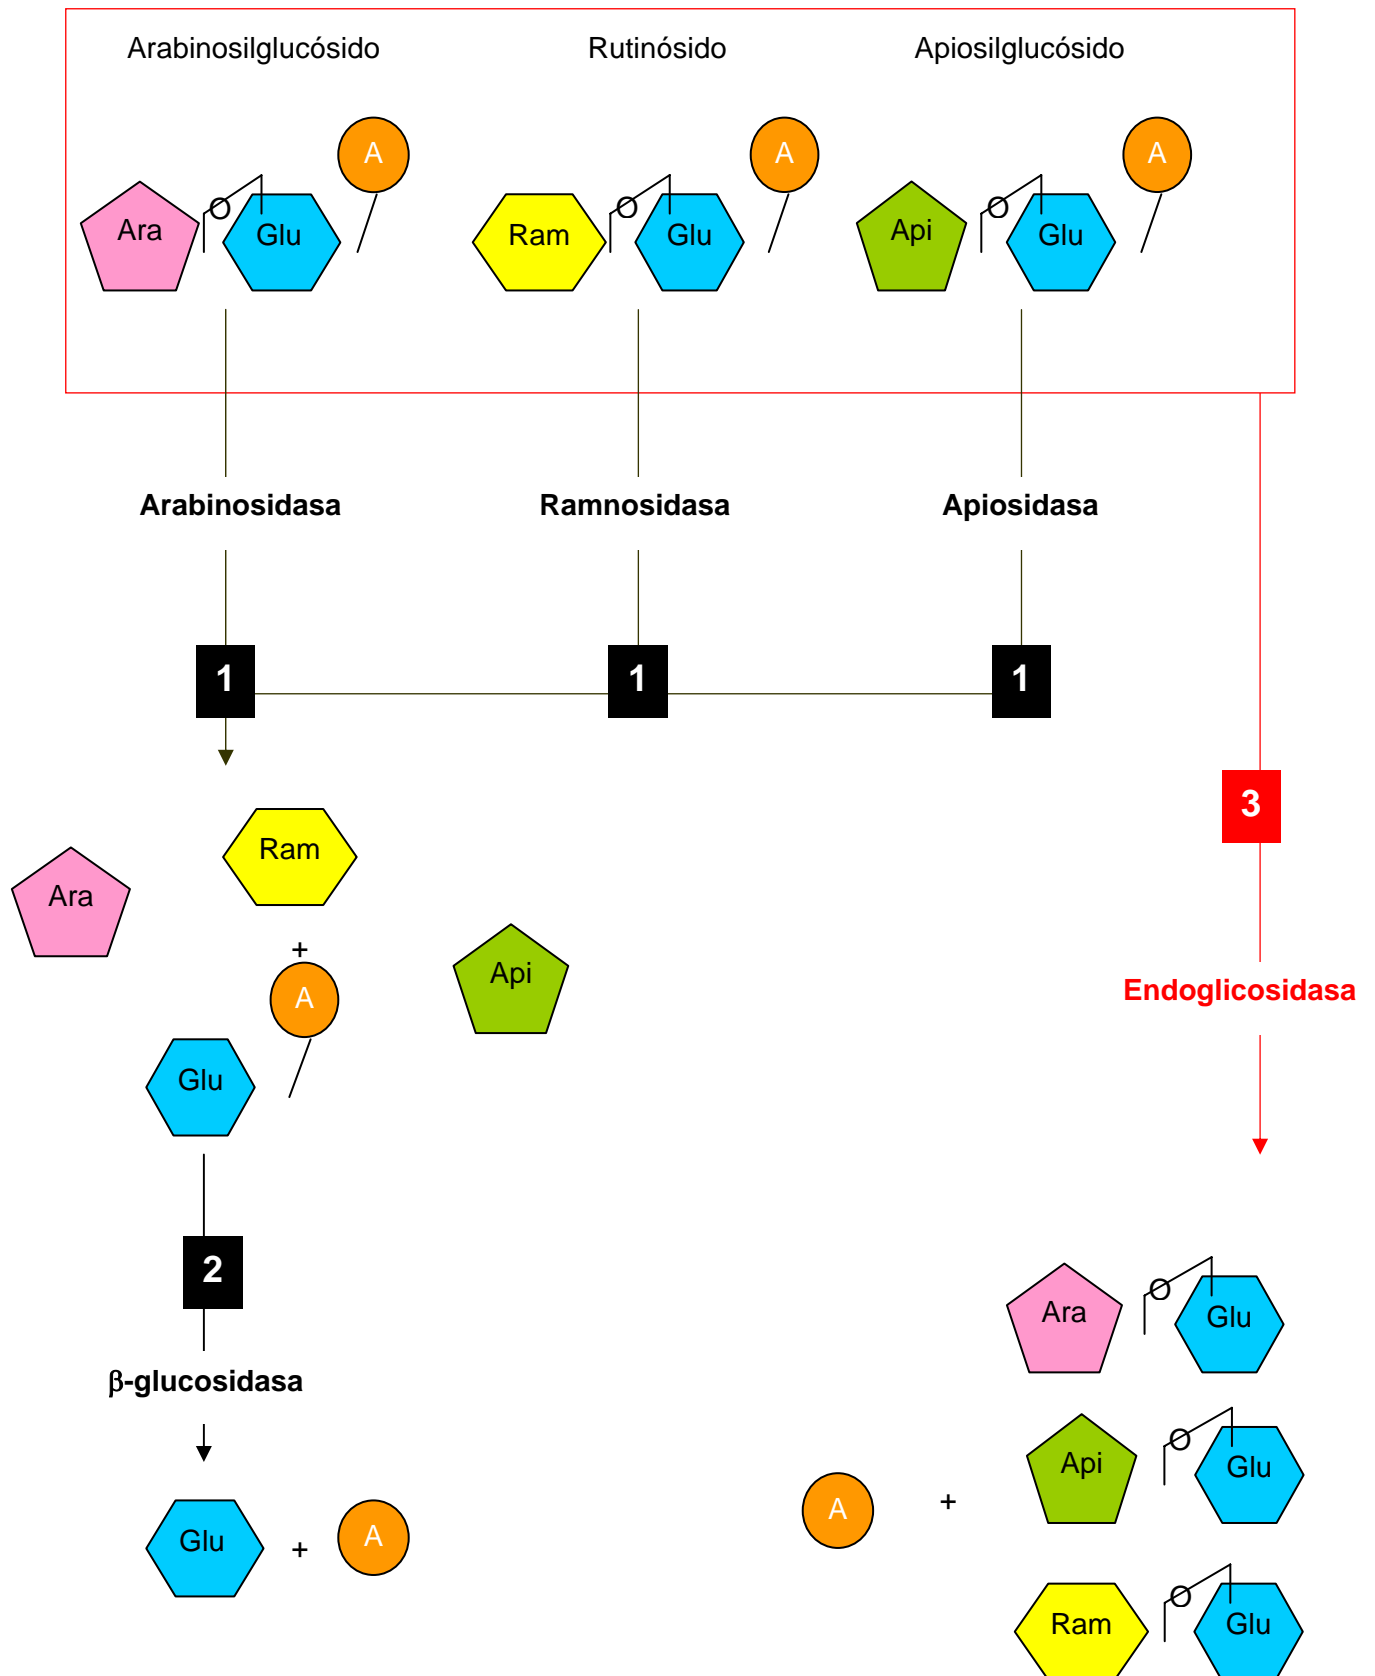 Arabinosilglucósido Rutinósido Apiosilglucósido
A A A
Ara O Glu Ram O Glu Api O Glu
Arabinosidasa Ramnosidasa Apiosidasa
1 1 1
3
Ram
Ara
+
Api
A
Endoglicosidasa
Glu
2
Ara O Glu
β-glucosidasa
Api O Glu
A +
Glu + A
Ram O Glu